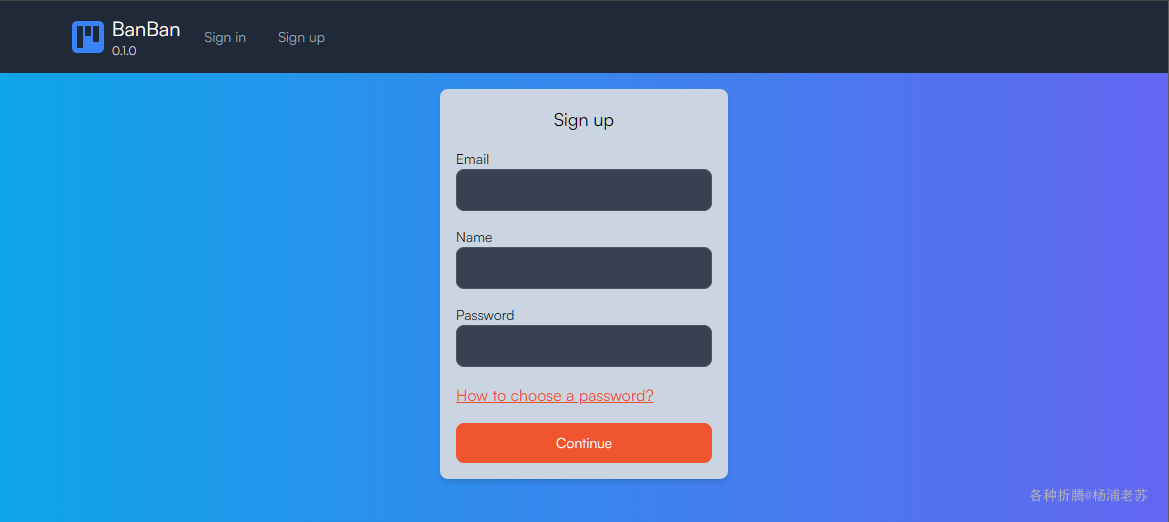 BanBan
0.1.0
Sign in
Sign up
Sign up
Email
Name
Password
How to choose a password?
Continue
各种折腾@杨浦老苏